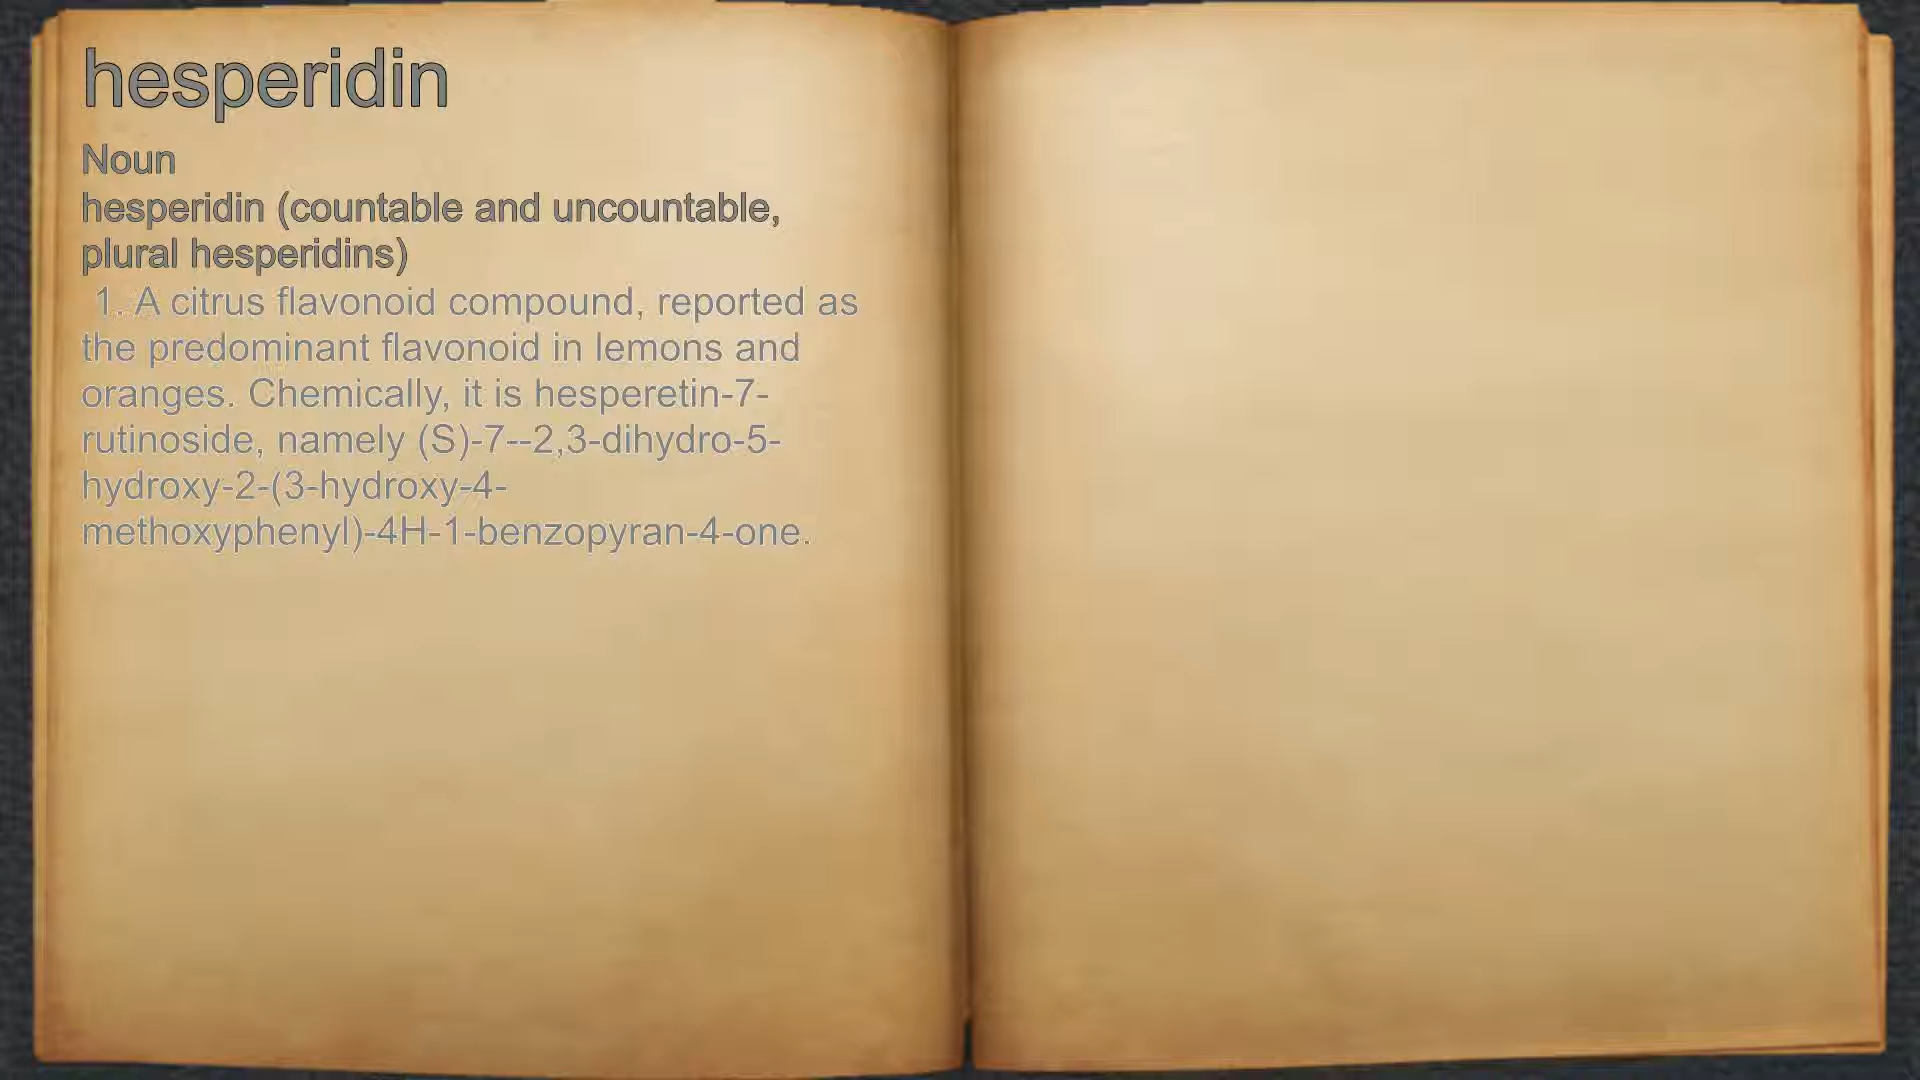 hesperidin
Noun
hesperidin (countable and uncountable,
plural hesperidins)
1. A citrus flavonoid compound, reported as
the predominant flavonoid in lemons and
oranges. Chemically, it is hesperetin-7-
rutinoside, namely (S)-7--2,3-dihydro-5-
hydroxy-2-(3-hydroxy-4-
methoxyphenyl)-4H-1-benzopyran-4-one.